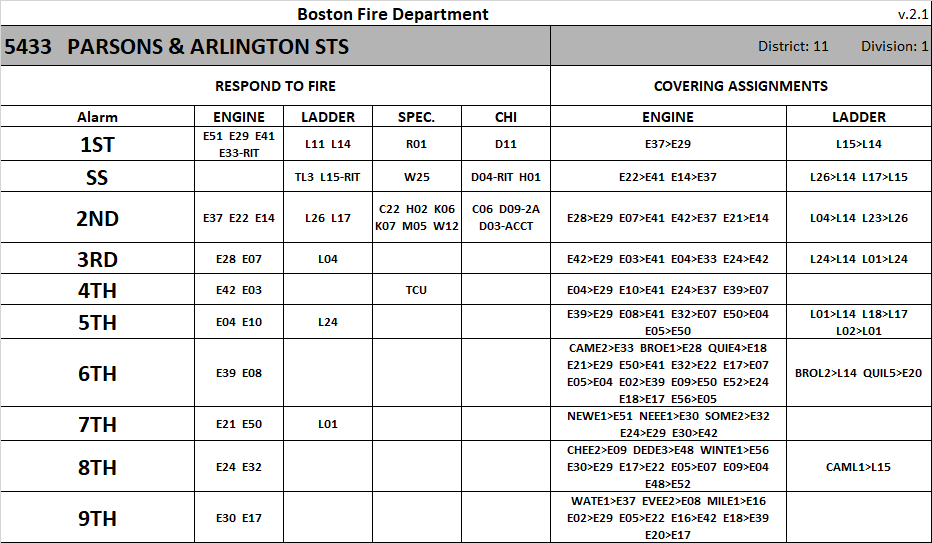 Boston Fire Department v.2.1
5433 PARSONS & ARLINGTON STS District: 11 Division: 1
RESPOND TO FIRE COVERING ASSIGNMENTS
Alarm ENGINE LADDER SPEC. CHI ENGINE LADDER
1ST E51 E29 E41 L11 L14 R01 D11 E37>E29 L15>L14
E33-RIT
SS TL3 L15-RIT W25 D04-RIT H01 E22>E41 E14>E37 L26>L14 L17>L15
2ND E37 E22 E14 L26 L17 C22 H02 K06 C06 D09-2A E28>E29 E07>E41 E42>E37 E21>E14 L04>L14 L23>L26
K07 M05 W12 D03-ACCT
3RD E28 E07 L04 E42>E29 E03>E41 E04>E33 E24>E42 L24>L14 L01>L24
4TH E42 E03 TCU E04>E29 E10>E41 E24>E37 E39>E07
5TH E04 E10 L24 E39>E29 E08>E41 E32>E07 E50>E04 L01>L14 L18>L17
E05>E50 L02>L01
CAME2>E33 BROE1>E28 QUIE4>E18
E21>E29 E50>E41 E32>E22 E17>E07
6TH E39 E08 BROL2>L14 QUIL5>E20
E05>E04 E02>E39 E09>E50 E52>E24
E18>E17 E56>E05
7TH E21 E50 L01 NEWE1>E51 NEEE1>E30 SOME2>E32
E24>E29 E30>E42
CHEE2>E09 DEDE3>E48 WINTE1>E56
8TH E24 E32 E30>E29 E17>E22 E05>E07 E09>E04 CAML1>L15
E48>E52
WATE1>E37 EVEE2>E08 MILE1>E16
9TH E30 E17 E02>E29 E05>E22 E16>E42 E18>E39
E20>E17